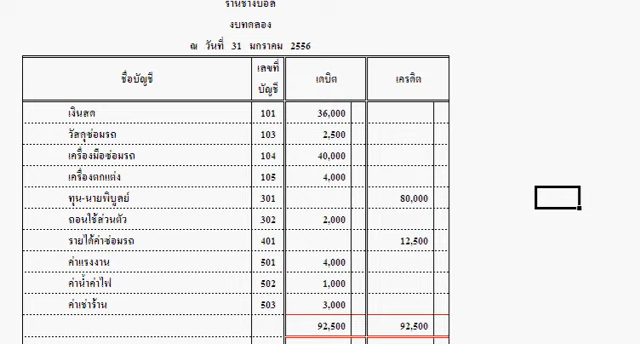 ร้านช่างบอล
งบทดลอง
ณ วันที่ 31 มกราคม 2556
ชื่อบัญชี เลขที่บัญชี เดบิต เครดิต
เงินสด 101 36,000
วัสดุซ่อมรถ 103 2,500
เครื่องมือซ่อมรถ 104 40,000
เครื่องตกแต่ง 105 4,000
ทุน-นายพิบูลย์ 301 80,000
ถอนใช้ส่วนตัว 302 2,000
รายได้ค่าซ่อมรถ 401 12,500
ค่าแรงงาน 501 4,000
ค่าน้ำค่าไฟ 502 1,000
ค่าเช่าร้าน 503 3,000
92,500 92,500